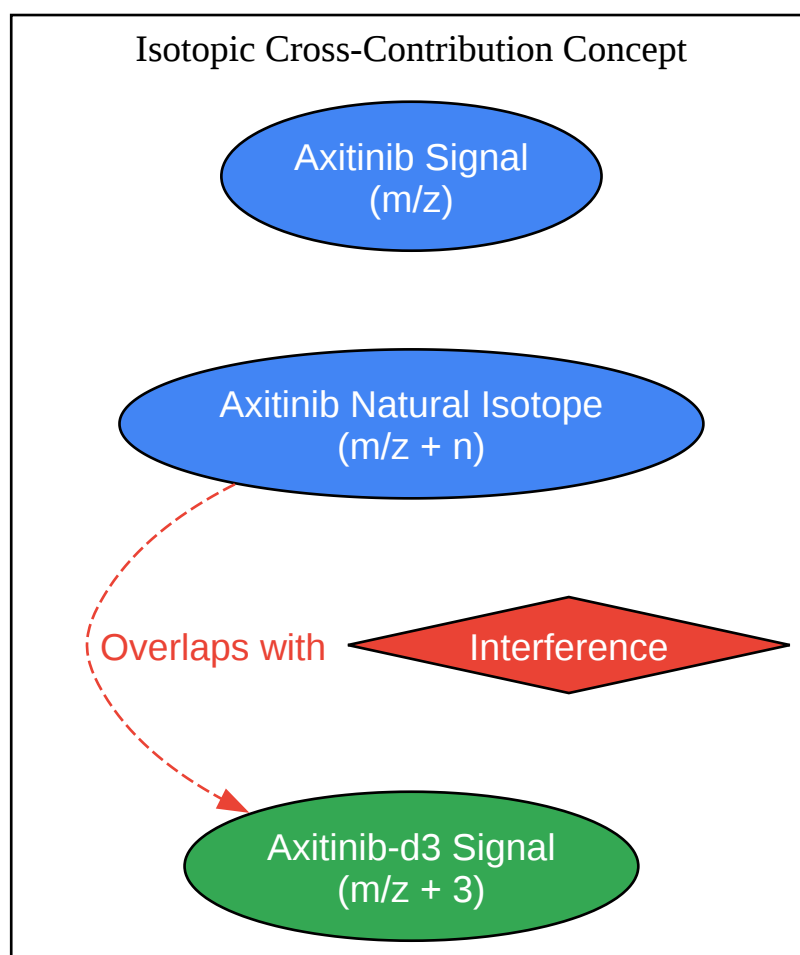 Isotopic Cross-Contribution Concept
Axitinib Signal
(m/z)
Axitinib Natural Isotope
(m/z + n)
Overlaps with
Interference
Axitinib-d3 Signal
(m/z + 3)